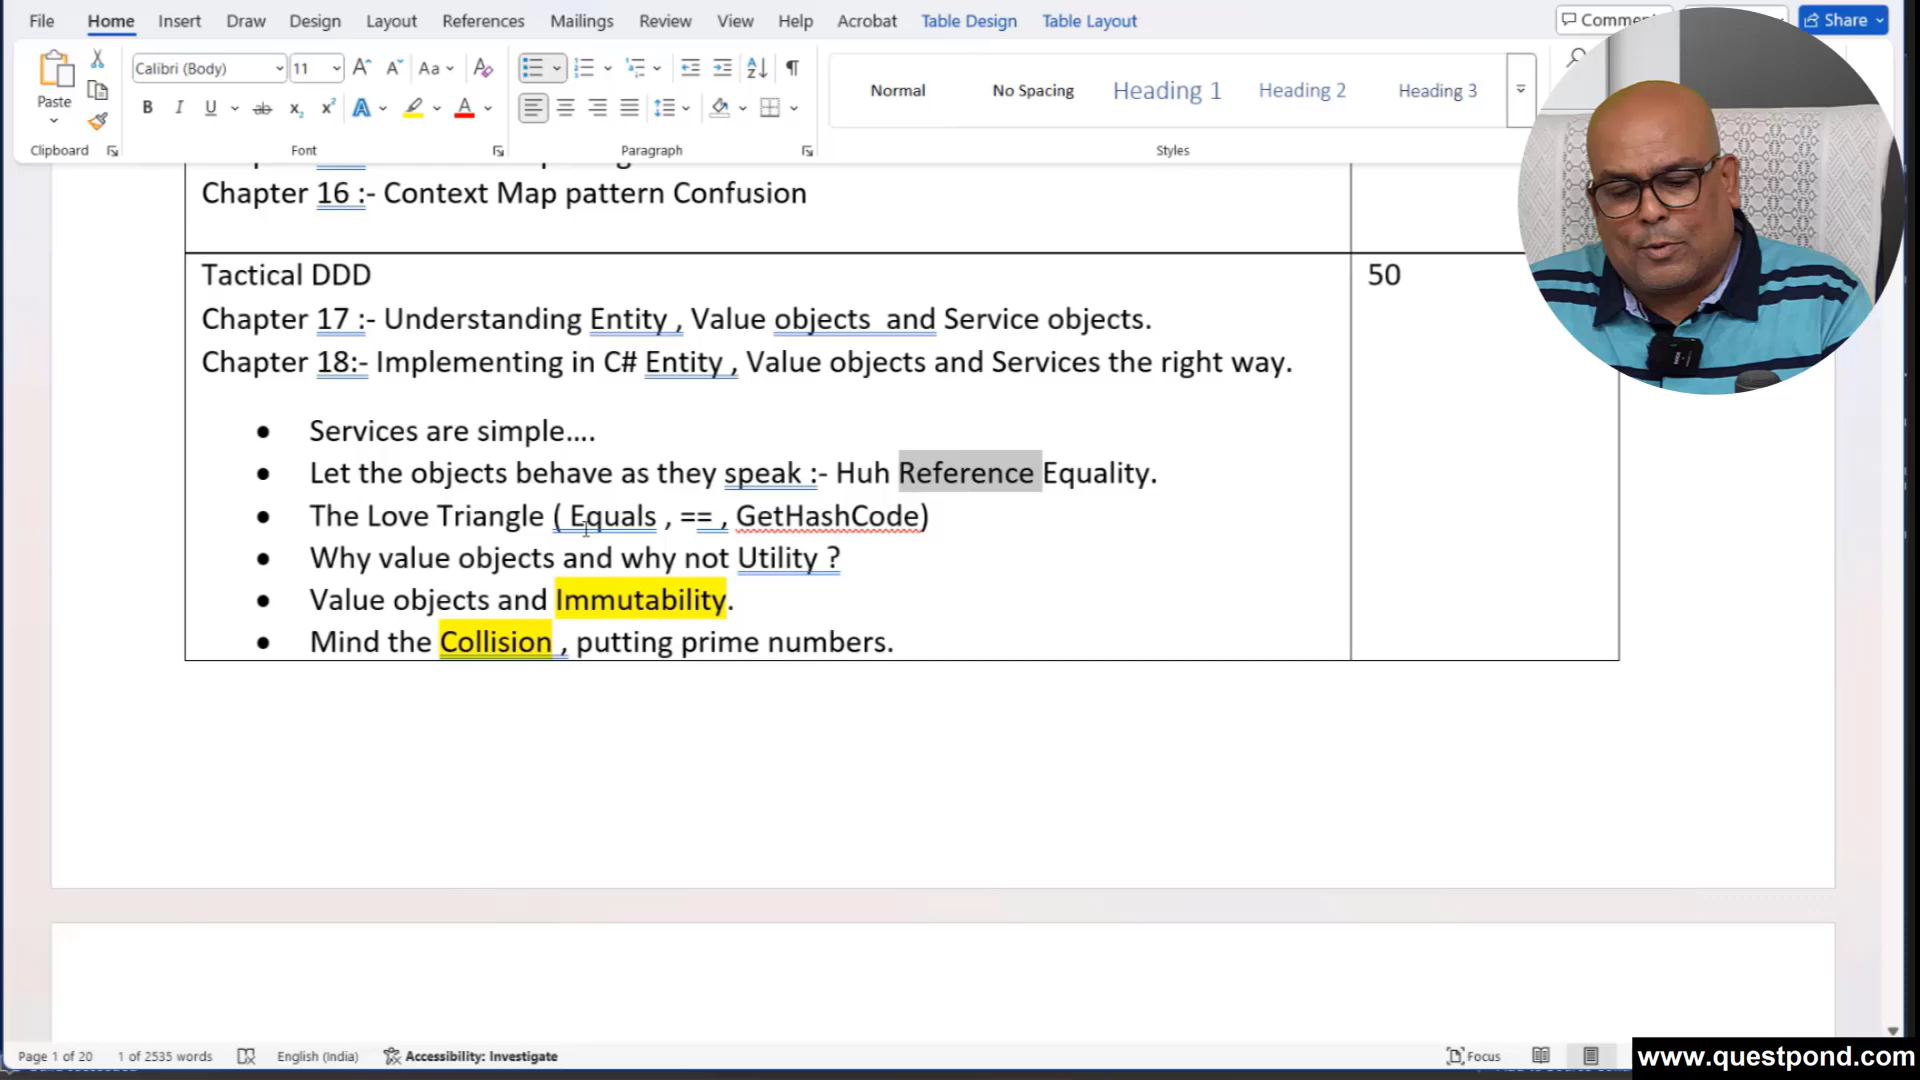 File Home Insert Draw Design Layout References Mailings Review View Help Acrobat Table Design Table Layout Share
Paste
Calibri (Body) 11
Aa
Normal No Spacing Heading 1 Heading 2 Heading 3
Clipboard Font Paragraph Styles
Chapter 16 :- Context Map pattern Confusion
Tactical DDD 50
Chapter 17 :- Understanding Entity , Value objects and Service objects.
Chapter 18:- Implementing in C# Entity , Value objects and Services the right way.
• Services are simple....
• Let the objects behave as they speak :- Huh Reference Equality.
• The Love Triangle ( Equals , == , GetHashCode)
• Why value objects and why not Utility ?
• Value objects and Immutability.
• Mind the Collision , putting prime numbers.
Page 1 of 20 1 of 2535 words English (India) Accessibility: Investigate Focus
www.questpond.com